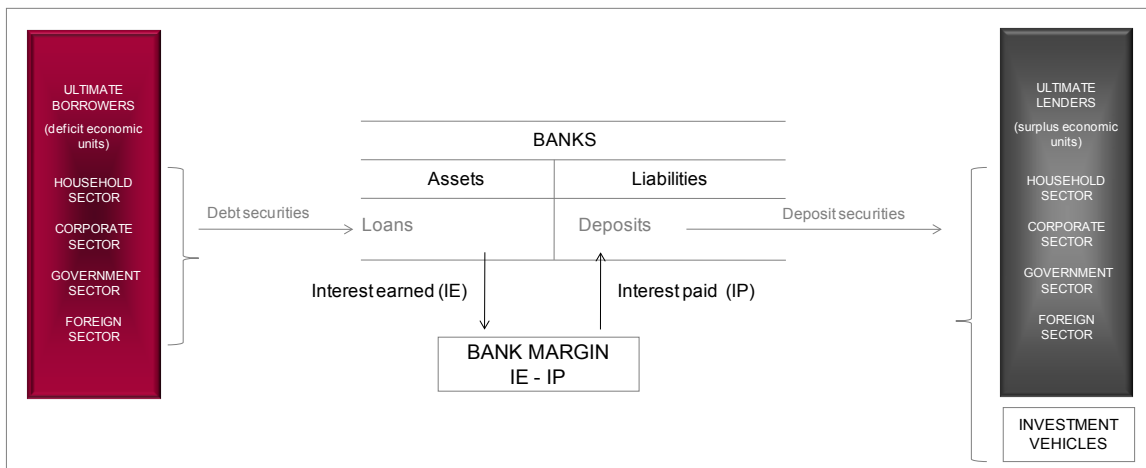 ULTIMATE
BORROWERS
(deficit economic
units)
HOUSEHOLD
SECTOR
CORPORATE
SECTOR
GOVERNMENT
SECTOR
FOREIGN
SECTOR
Debt securities
BANKS
Assets
Liabilities
Loans
Deposits
Interest earned (IE)
Interest paid (IP)
BANK MARGIN
IE - IP
Deposit securities
ULTIMATE
LENDERS
(surplus economic
units)
HOUSEHOLD
SECTOR
CORPORATE
SECTOR
GOVERNMENT
SECTOR
FOREIGN
SECTOR
INVESTMENT
VEHICLES